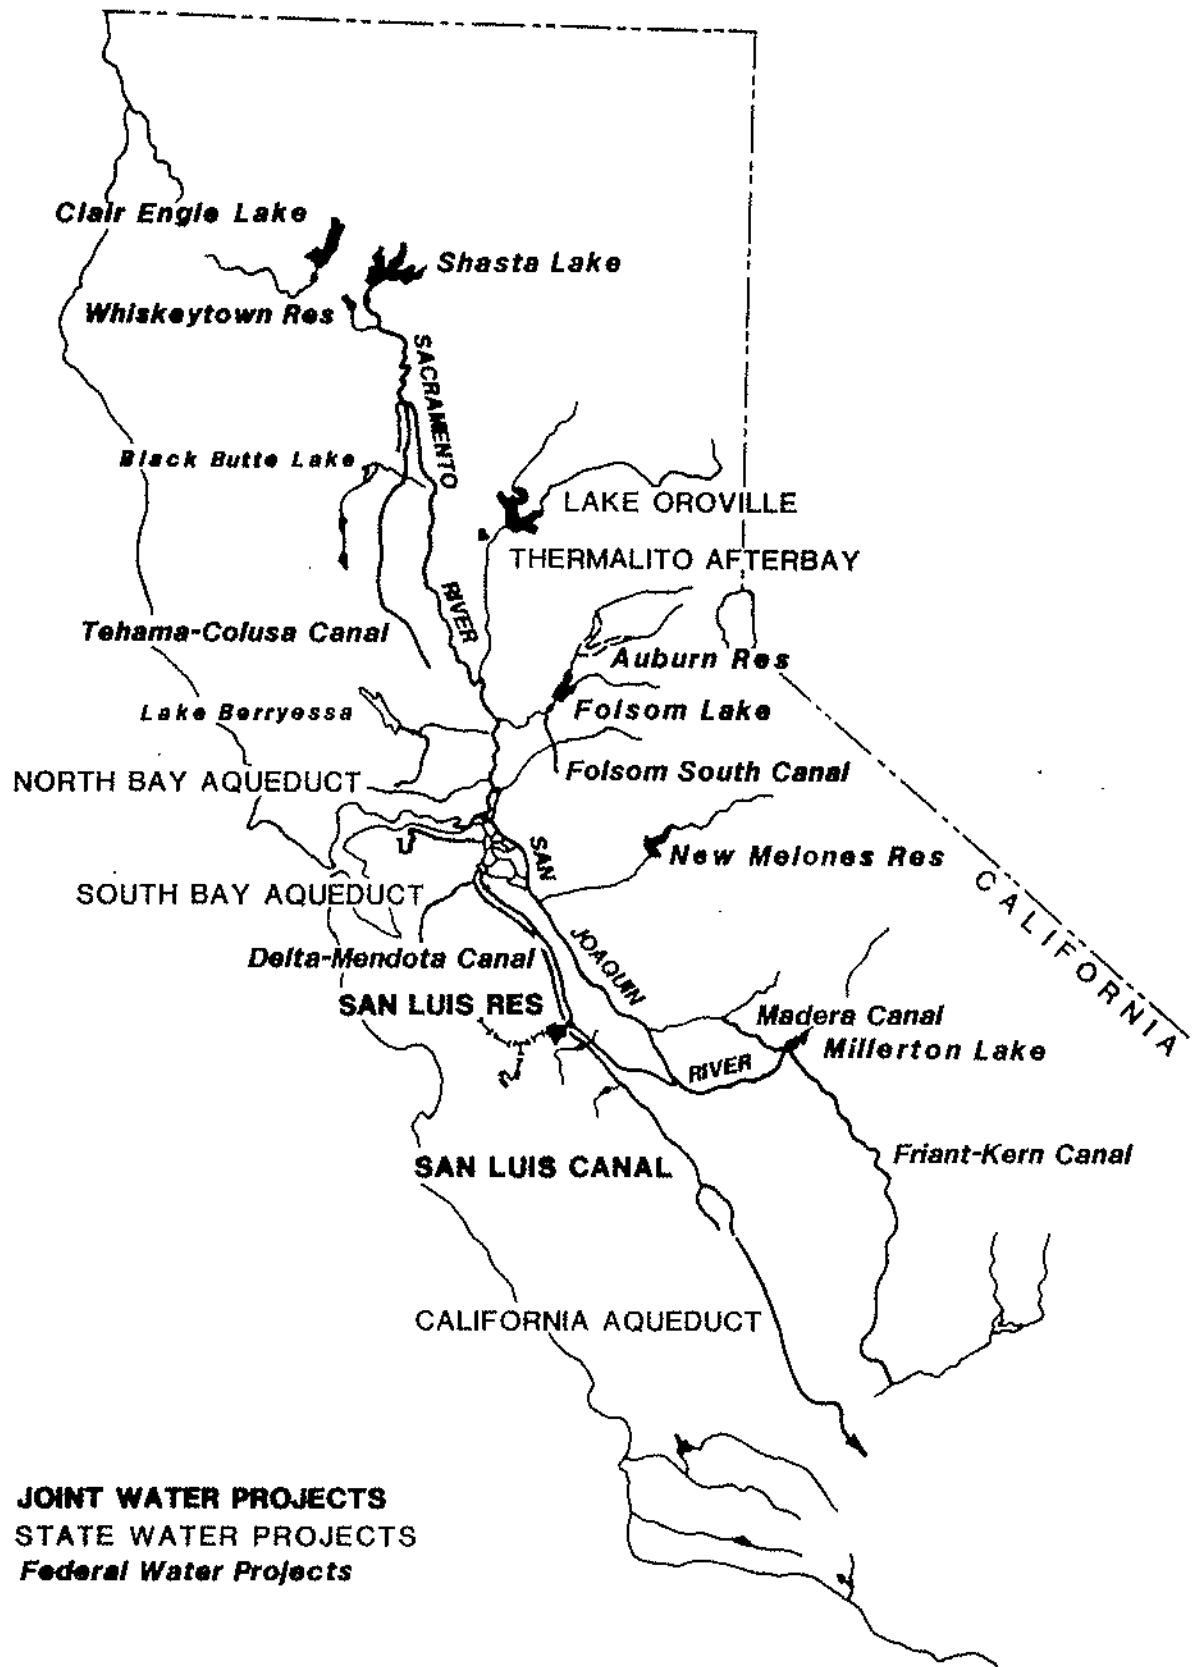 Clair Engle Lake
Shasta Lake
Whiskeytown Res
SACRAMENTO
Black Butte Lake
LAKE OROVILLE
THERMALITO AFTERBAY
RIVER
Tehama-Colusa Canal
Auburn Res
Lake Berryessa
Folsom Lake
Folsom South Canal
NORTH BAY AQUEDUCT
SAN
New Melones Res
CALIFORNIA
SOUTH BAY AQUEDUCT
JOAQUIN
Delta-Mendota Canal
SAN LUIS RES
Madera Canal
Millerton Lake
RIVER
Friant-Kern Canal
SAN LUIS CANAL
CALIFORNIA AQUEDUCT
JOINT WATER PROJECTS
STATE WATER PROJECTS
Federal Water Projects